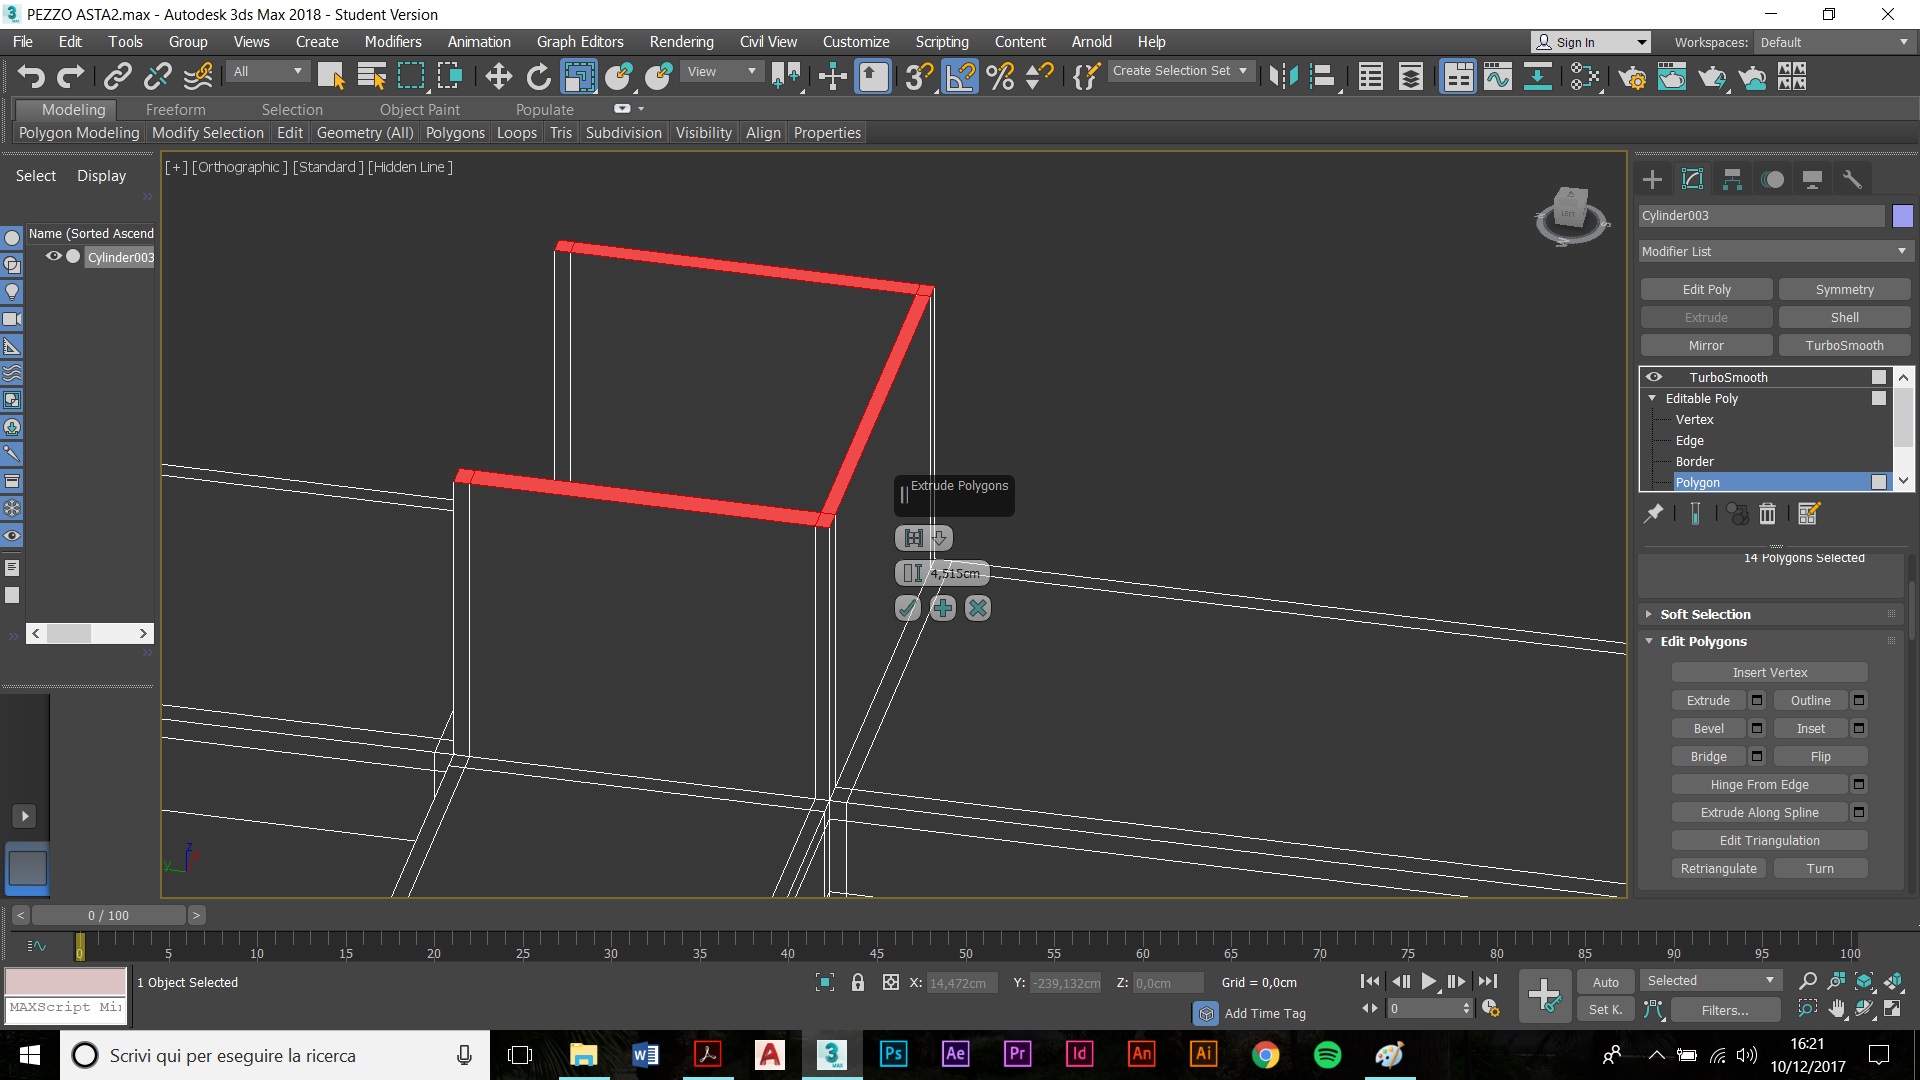 PEZZO ASTA2.max - Autodesk 3ds Max 2018 - Student Version
File Edit Tools Group Views Create Modifiers Animation Graph Editors Rendering Civil View Customize Scripting Content Arnold Help
Sign In
Workspaces: Default
All
View
Create Selection Set
Modeling Freeform Selection Object Paint Populate
Polygon Modeling Modify Selection Edit Geometry (All) Polygons Loops Tris Subdivision Visibility Align Properties
Select Display
[+] [Orthographic ] [Standard ] [Hidden Line ]
Name (Sorted Ascend
Cylinder003
LEFT
Cylinder003
Modifier List
Edit Poly Symmetry
Extrude Shell
Mirror TurboSmooth
TurboSmooth
Editable Poly
Vertex
Edge
Border
Polygon
14 Polygons Selected
Soft Selection
Edit Polygons
Insert Vertex
Extrude Outline
Bevel Inset
Bridge Flip
Hinge From Edge
Extrude Along Spline
Edit Triangulation
Retriangulate Turn
Extrude Polygons
4,515cm
z
x
y
< 0 / 100 >
0 5 10 15 20 25 30 35 40 45 50 55 60 65 70 75 80 85 90 95 100
MAXScript Mi
1 Object Selected
X: 14,472cm Y: -239,132cm Z: 0,0cm Grid = 0,0cm
Add Time Tag
0
Auto Selected
Set K. Filters...
Scrivi qui per eseguire la ricerca
Ps Ae Pr Id An Ai
16:21
10/12/2017